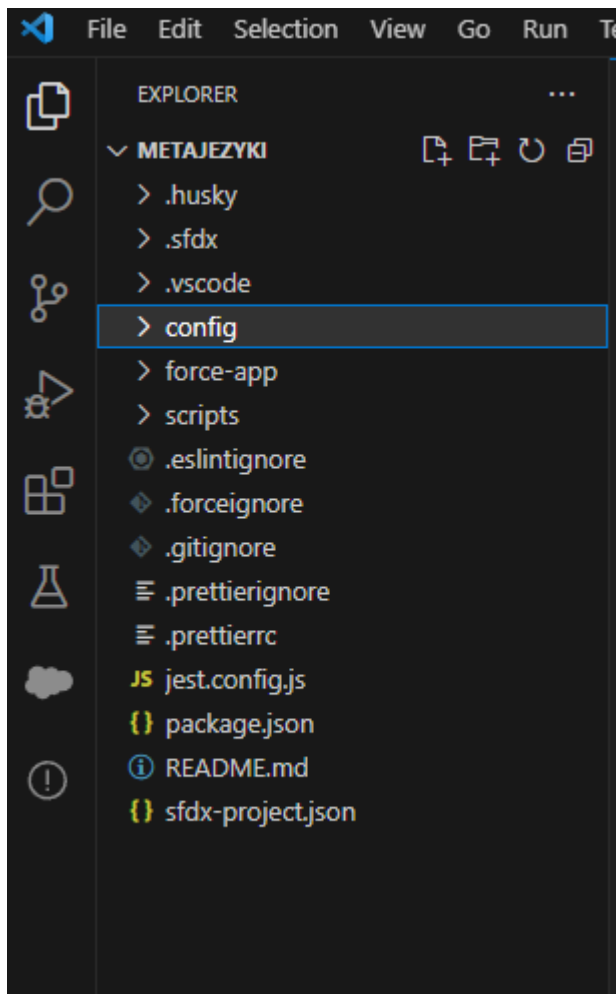 File Edit Selection View Go Run
EXPLORER
METAJEZYKI
.husky
.sfdx
.vscode
config
force-app
scripts
.eslintignore
.forceignore
.gitignore
.prettierignore
.prettierrc
JS jest.config.js
{} package.json
README.md
{} sfdx-project.json